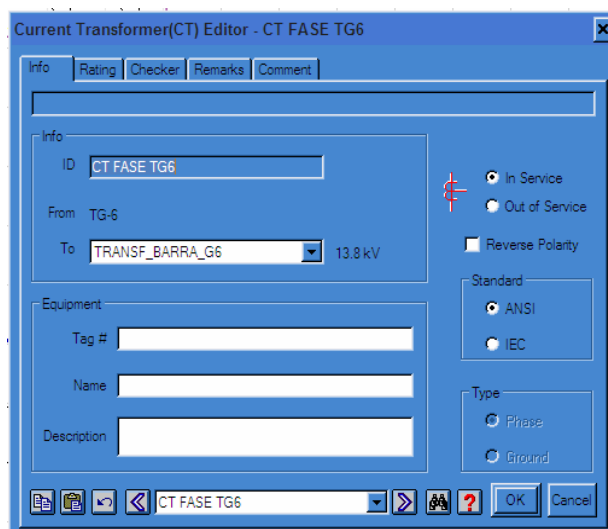 Current Transformer(CT) Editor - CT FASE TG6
Info Rating Checker Remarks Comment
Info
ID CT FASE TG6
From TG-6
To TRANSF_BARRA_G6 13.8 kV
In Service
Out of Service
Reverse Polarity
Standard
ANSI
IEC
Equipment
Tag #
Name
Description
Type
Phase
Ground
CT FASE TG6
? OK Cancel